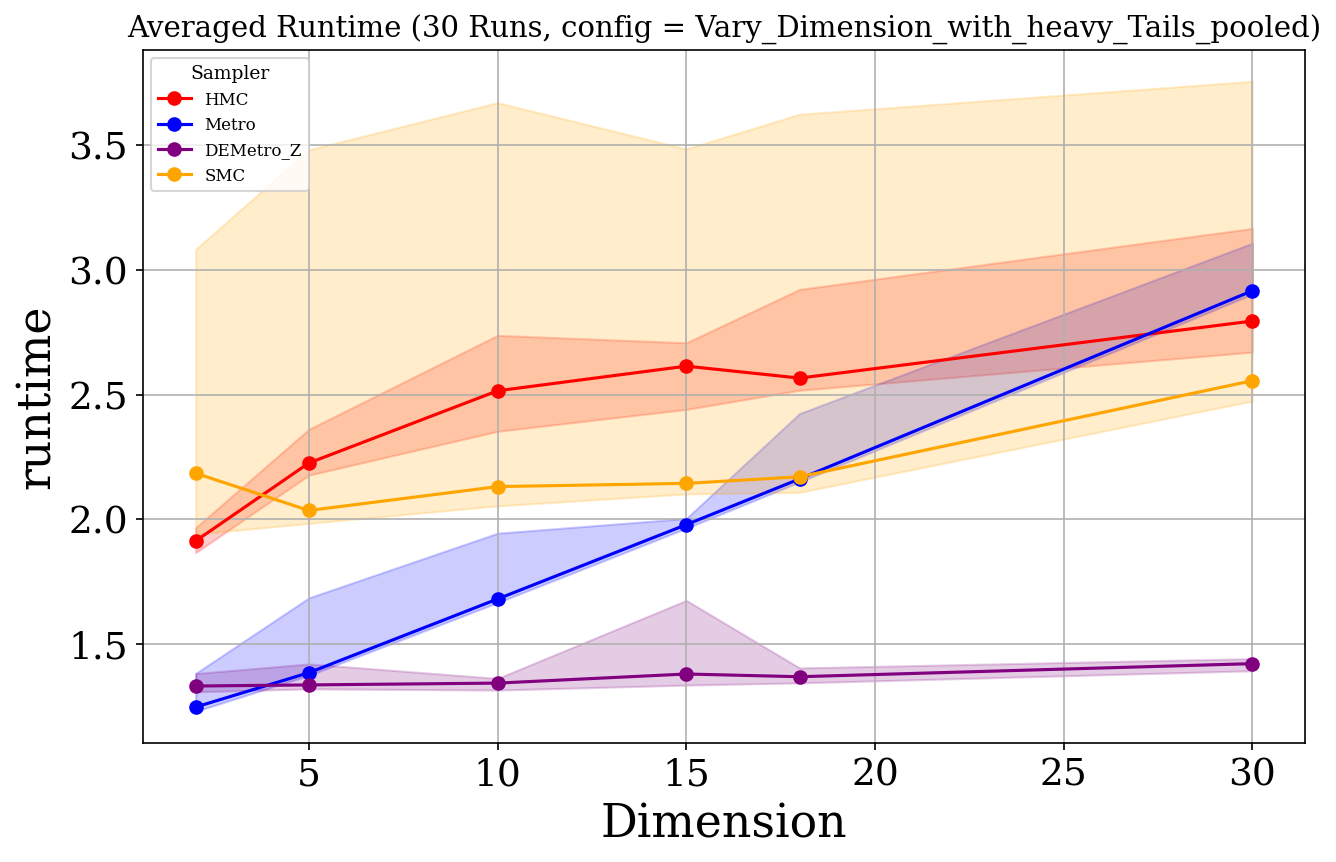 Averaged Runtime (30 Runs, config = Vary_Dimension_with_heavy_Tails_pooled)
Sampler
HMC
Metro
DEMetro_Z
SMC
runtime
3.5
3.0
2.5
2.0
1.5
5 10 15 20 25 30
Dimension